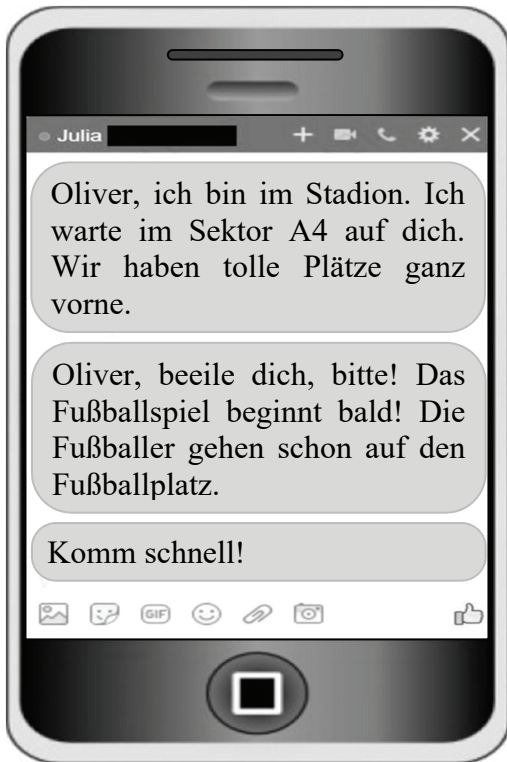 Julia
Oliver, ich bin im Stadion. Ich
warte im Sektor A4 auf dich.
Wir haben tolle Plätze ganz
vorne.
Oliver, beeile dich, bitte! Das
Fußballspiel beginnt bald! Die
Fußballer gehen schon auf den
Fußballplatz.
Komm schnell!
GIF